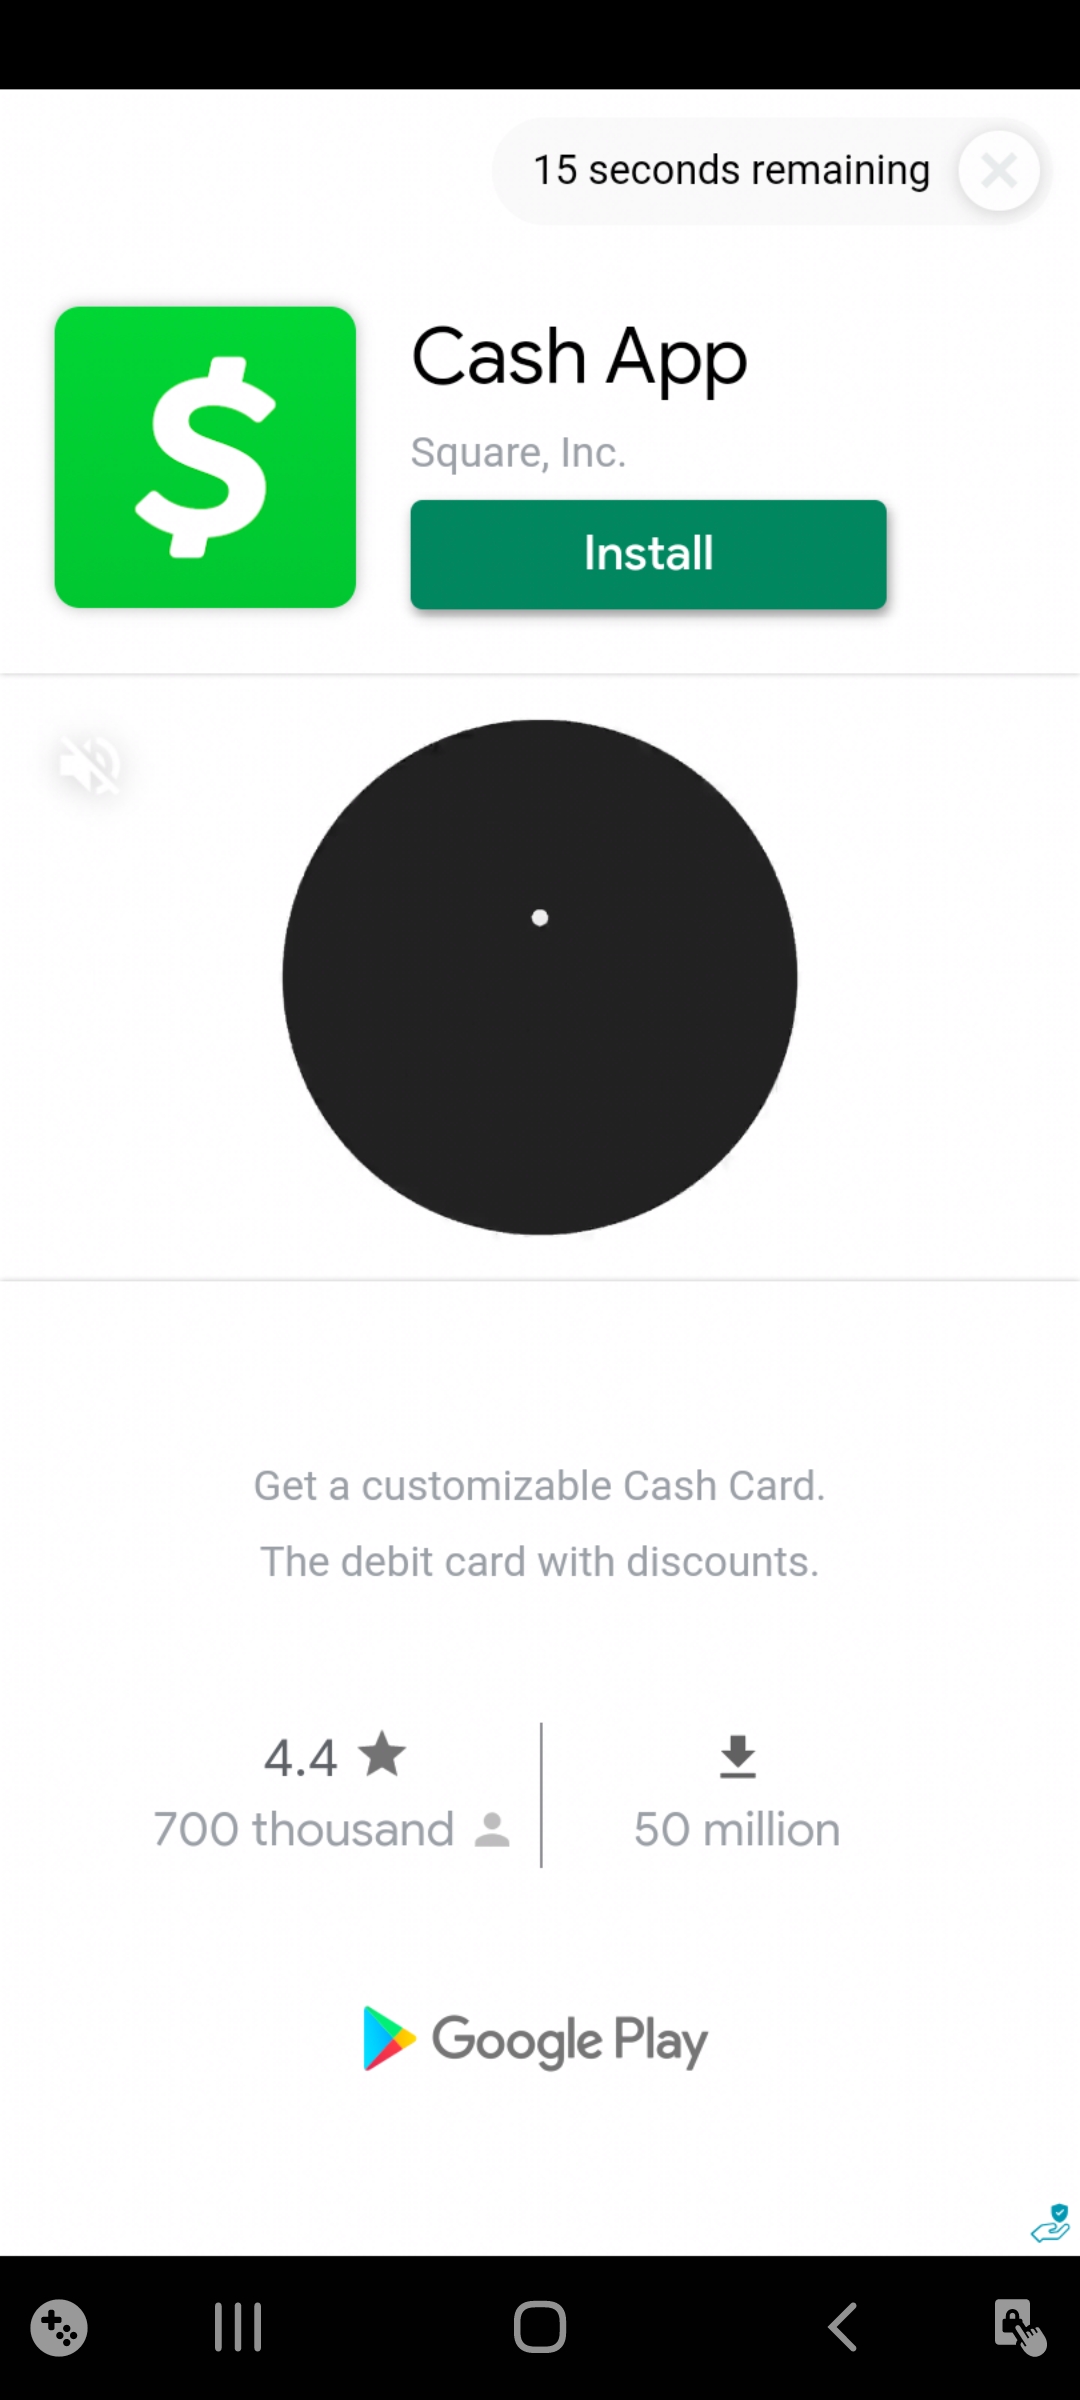 15 seconds remaining
Cash App
Square, Inc.
Install
Get a customizable Cash Card.
The debit card with discounts.
4.4
700 thousand
50 million
Google Play